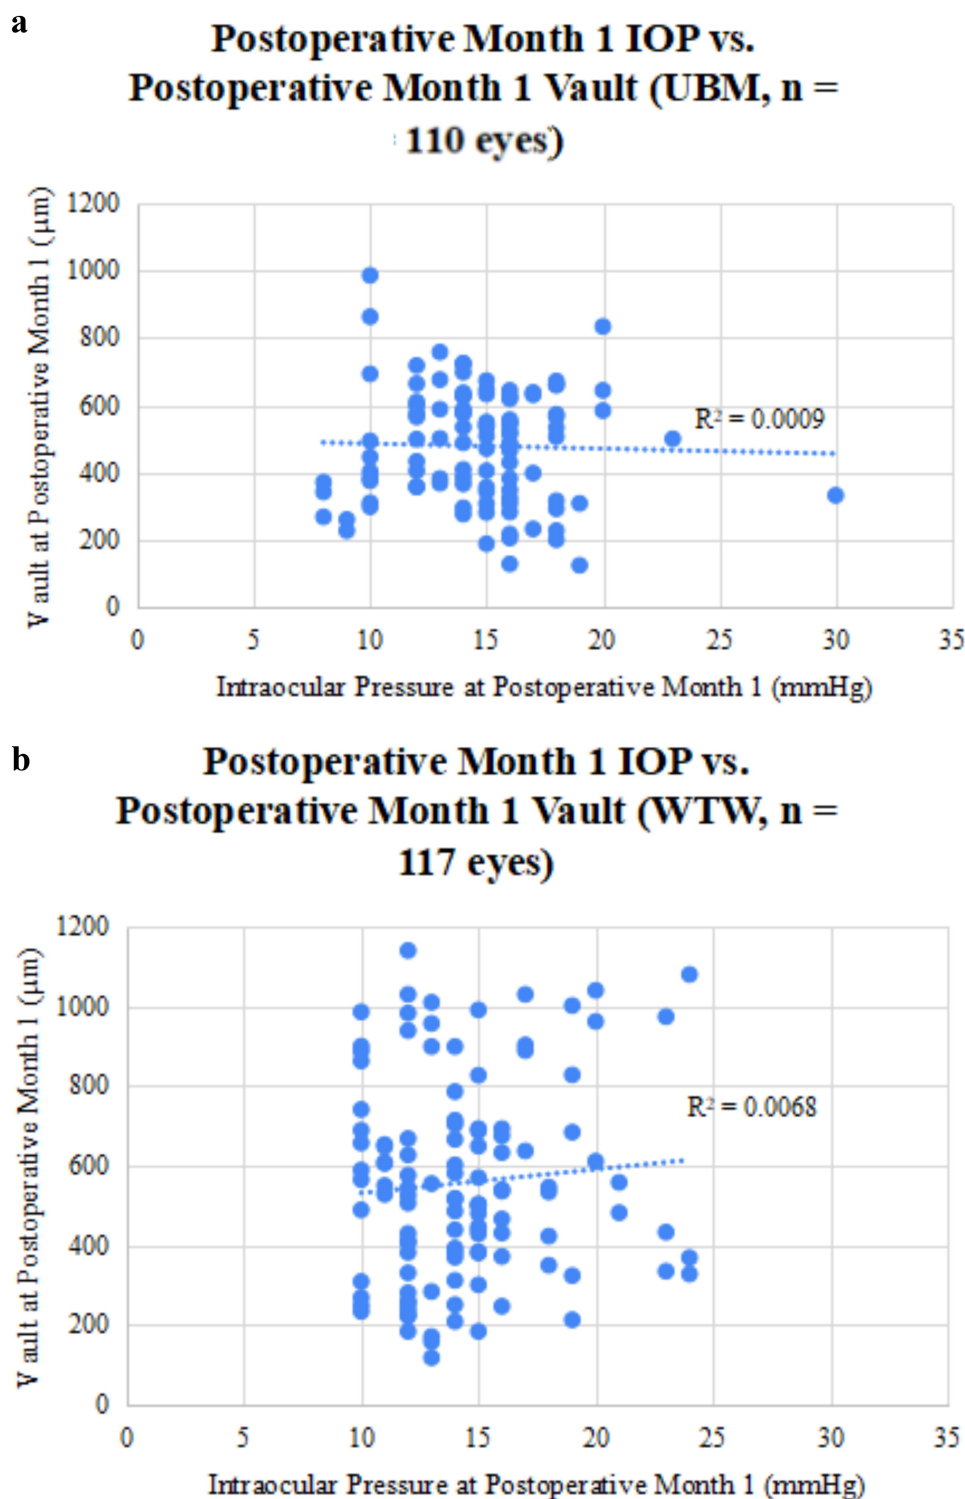 a
Postoperative Month 1 IOP vs.
Postoperative Month 1 Vault (UBM, n =
110 eyes)
Vault at Postoperative Month 1 (μm)
1200
1000
800
600
400
200
0
R² = 0.0009
0 5 10 15 20 25 30 35
Intraocular Pressure at Postoperative Month 1 (mmHg)
b
Postoperative Month 1 IOP vs.
Postoperative Month 1 Vault (WTW, n =
117 eyes)
Vault at Postoperative Month 1 (μm)
1200
1000
800
600
400
200
0
R² = 0.0068
0 5 10 15 20 25 30 35
Intraocular Pressure at Postoperative Month 1 (mmHg)